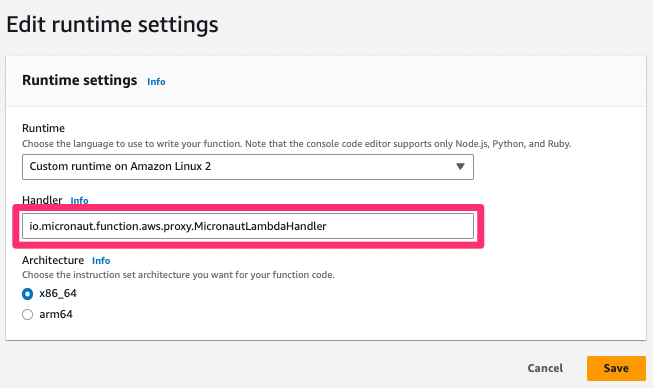 Edit runtime settings
Runtime settings Info
Runtime
Choose the language to use to write your function. Note that the console code editor supports only Node.js, Python, and Ruby.
Custom runtime on Amazon Linux 2
Handler Info
io.micronaut.function.aws.proxy.MicronautLambdaHandler
Architecture Info
Choose the instruction set architecture you want for your function code.
x86_64
arm64
Cancel Save